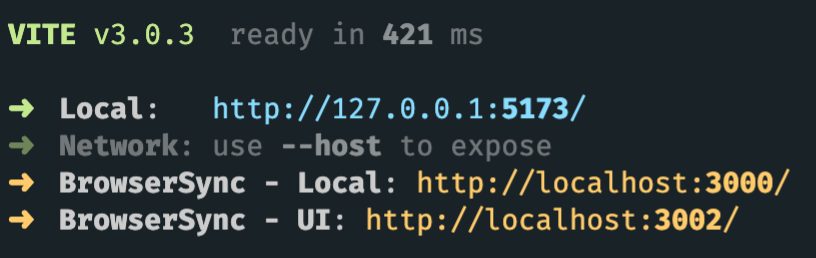 VITE v3.0.3 ready in 421 ms
➜ Local: http://127.0.0.1:5173/
➜ Network: use --host to expose
➜ BrowserSync - Local: http://localhost:3000/
➜ BrowserSync - UI: http://localhost:3002/